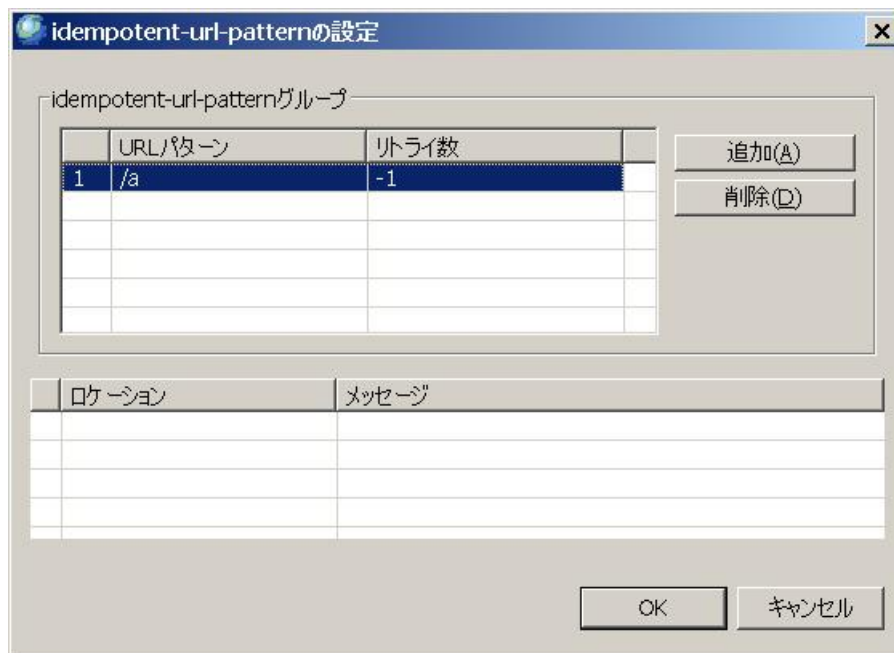 idempotent-url-patternの設定
idempotent-url-patternグループ
URLパターン リトライ数
1 /a -1
追加(A)
削除(D)
ロケーション メッセージ
OK キャンセル